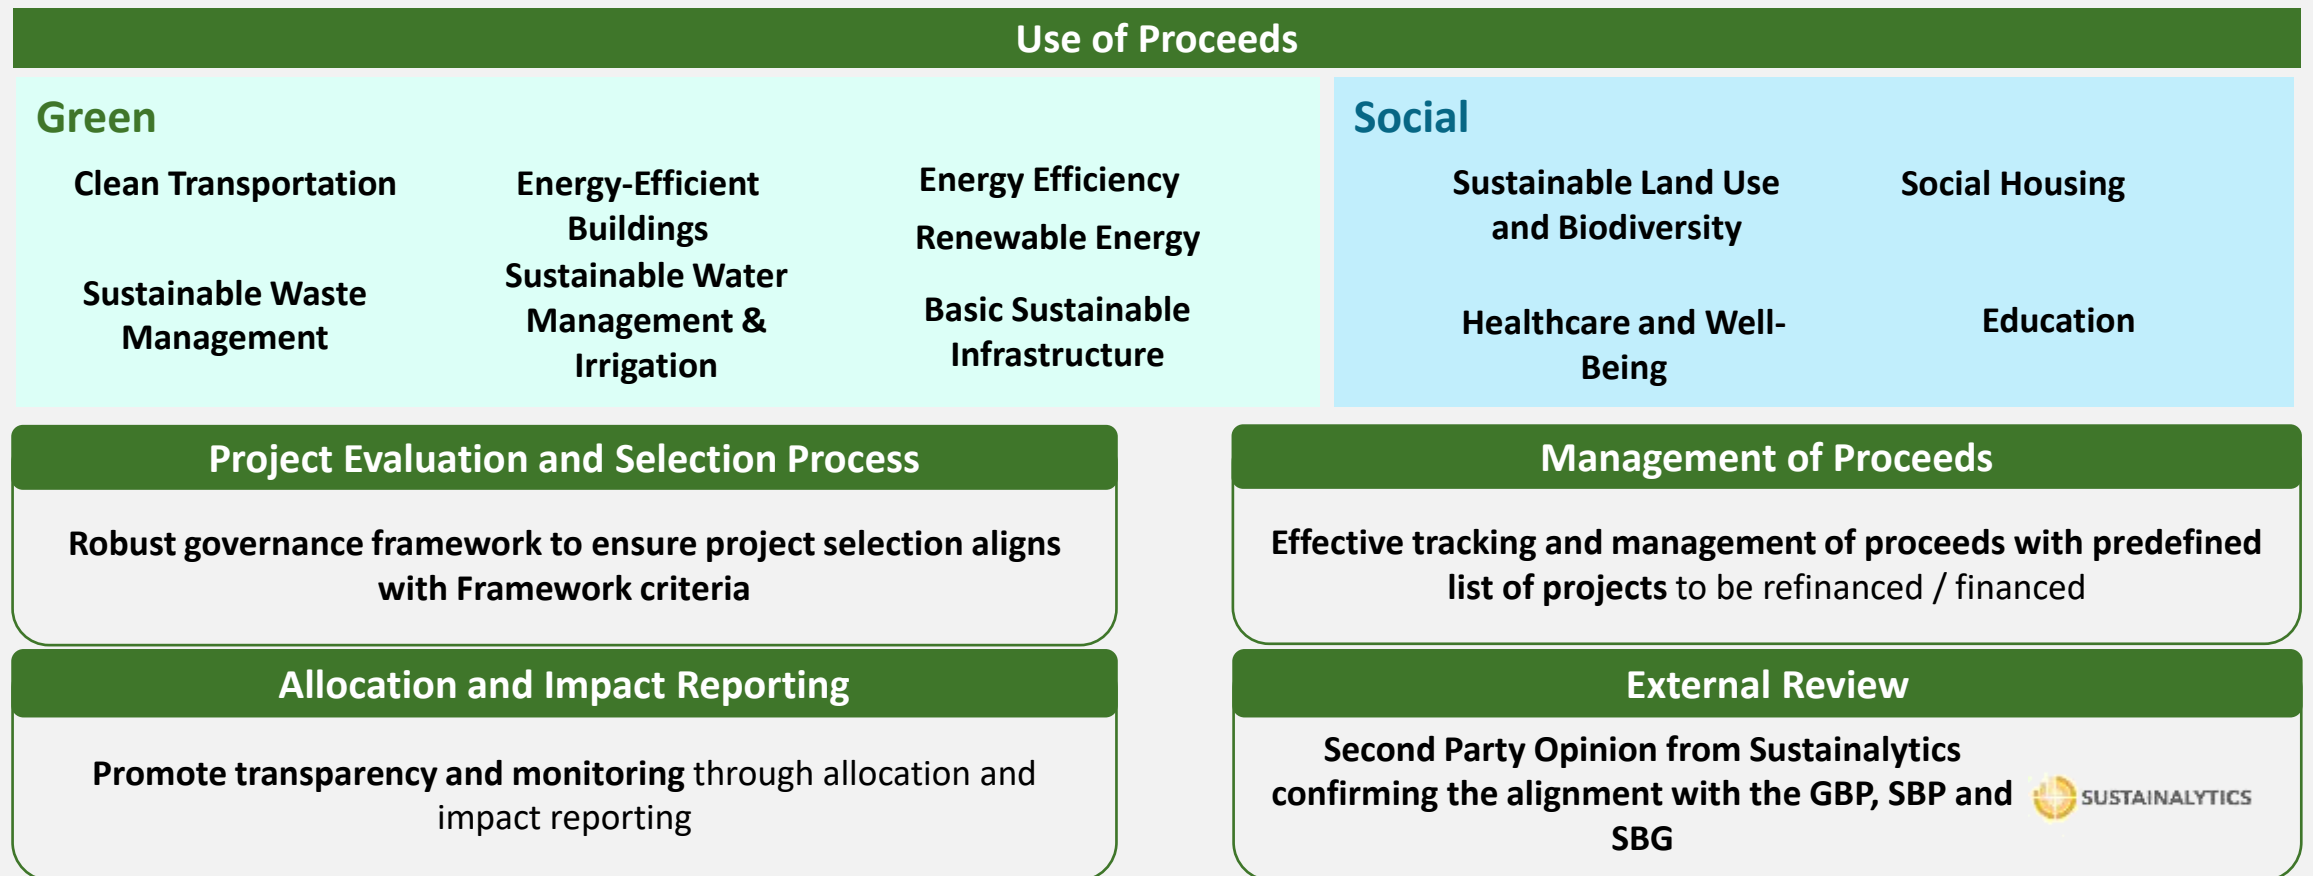 Use of Proceeds
Green
Clean Transportation
Energy-Efficient
Buildings
Energy Efficiency
Renewable Energy
Sustainable Waste
Management
Sustainable Water
Management &
Irrigation
Basic Sustainable
Infrastructure
Social
Sustainable Land Use
and Biodiversity
Social Housing
Healthcare and Well-
Being
Education
Project Evaluation and Selection Process
Robust governance framework to ensure project selection aligns
with Framework criteria
Management of Proceeds
Effective tracking and management of proceeds with predefined
list of projects to be refinanced / financed
Allocation and Impact Reporting
Promote transparency and monitoring through allocation and
impact reporting
External Review
Second Party Opinion from Sustainalytics
confirming the alignment with the GBP, SBP and
SBG
SUSTAINALYTICS